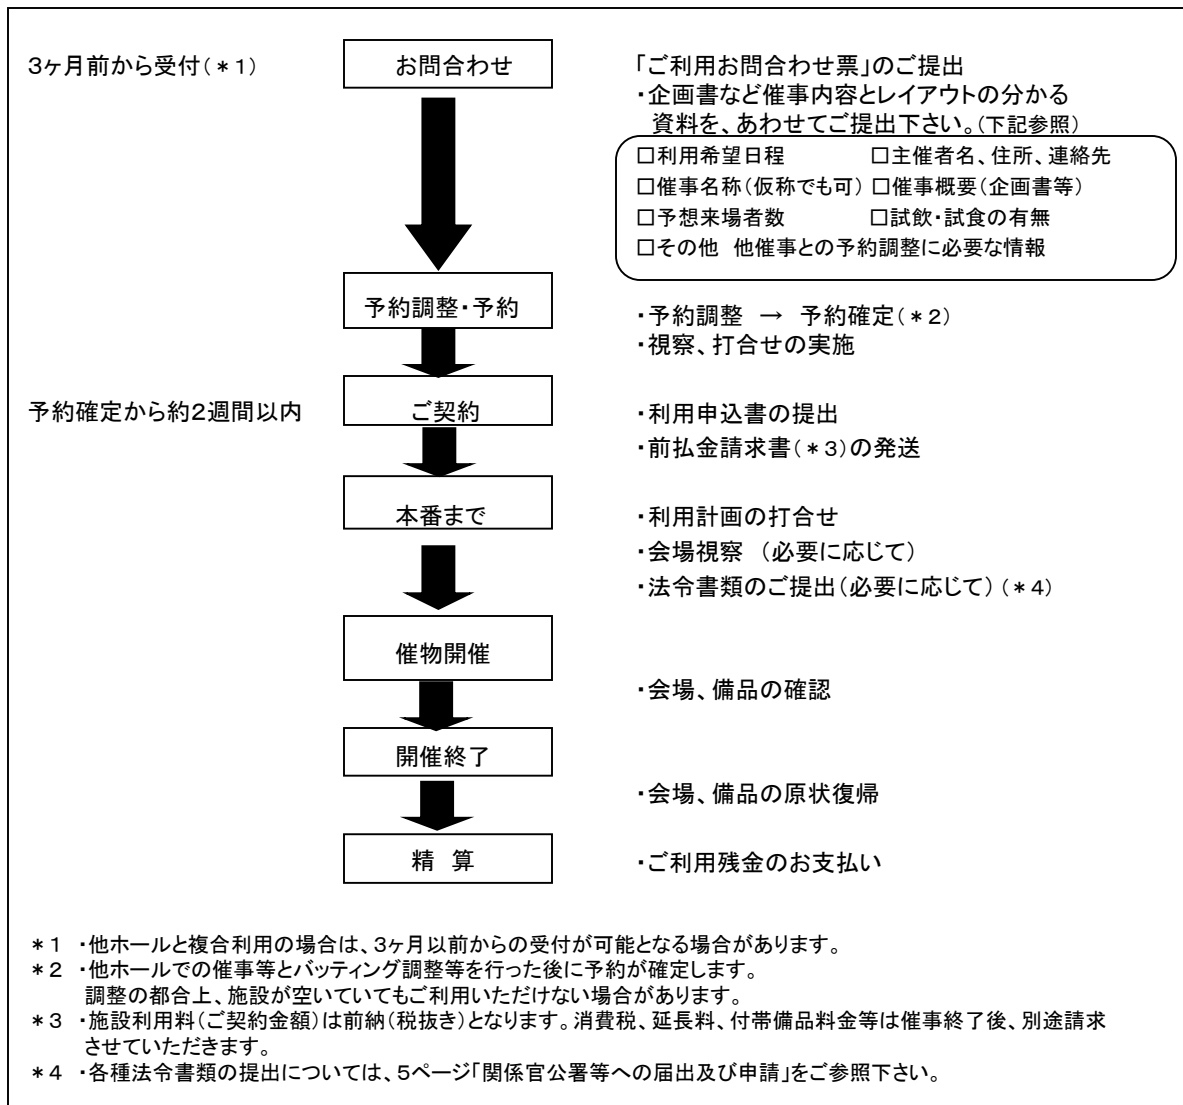 3ヶ月前から受付(＊1)
お問合わせ
「ご利用お問合わせ票」のご提出
・企画書など催事内容とレイアウトの分かる
資料を、あわせてご提出下さい。(下記参照)
□利用希望日程 □主催者名、住所、連絡先
□催事名称(仮称でも可) □催事概要(企画書等)
□予想来場者数 □試飲・試食の有無
□その他 他催事との予約調整に必要な情報
予約調整・予約
・予約調整 → 予約確定(＊2)
・視察、打合せの実施
予約確定から約2週間以内
ご契約
・利用申込書の提出
・前払金請求書(＊3)の発送
本番まで
・利用計画の打合せ
・会場視察 (必要に応じて)
・法令書類のご提出(必要に応じて)(＊4)
催物開催
・会場、備品の確認
開催終了
・会場、備品の原状復帰
精 算
・ご利用残金のお支払い
＊1 ・他ホールと複合利用の場合は、3ヶ月以前からの受付が可能となる場合があります。
＊2 ・他ホールでの催事等とバッティング調整等を行った後に予約が確定します。
調整の都合上、施設が空いていてもご利用いただけない場合があります。
＊3 ・施設利用料(ご契約金額)は前納(税抜き)となります。消費税、延長料、付帯備品料金等は催事終了後、別途請求
させていただきます。
＊4 ・各種法令書類の提出については、5ページ「関係官公署等への届出及び申請」をご参照下さい。